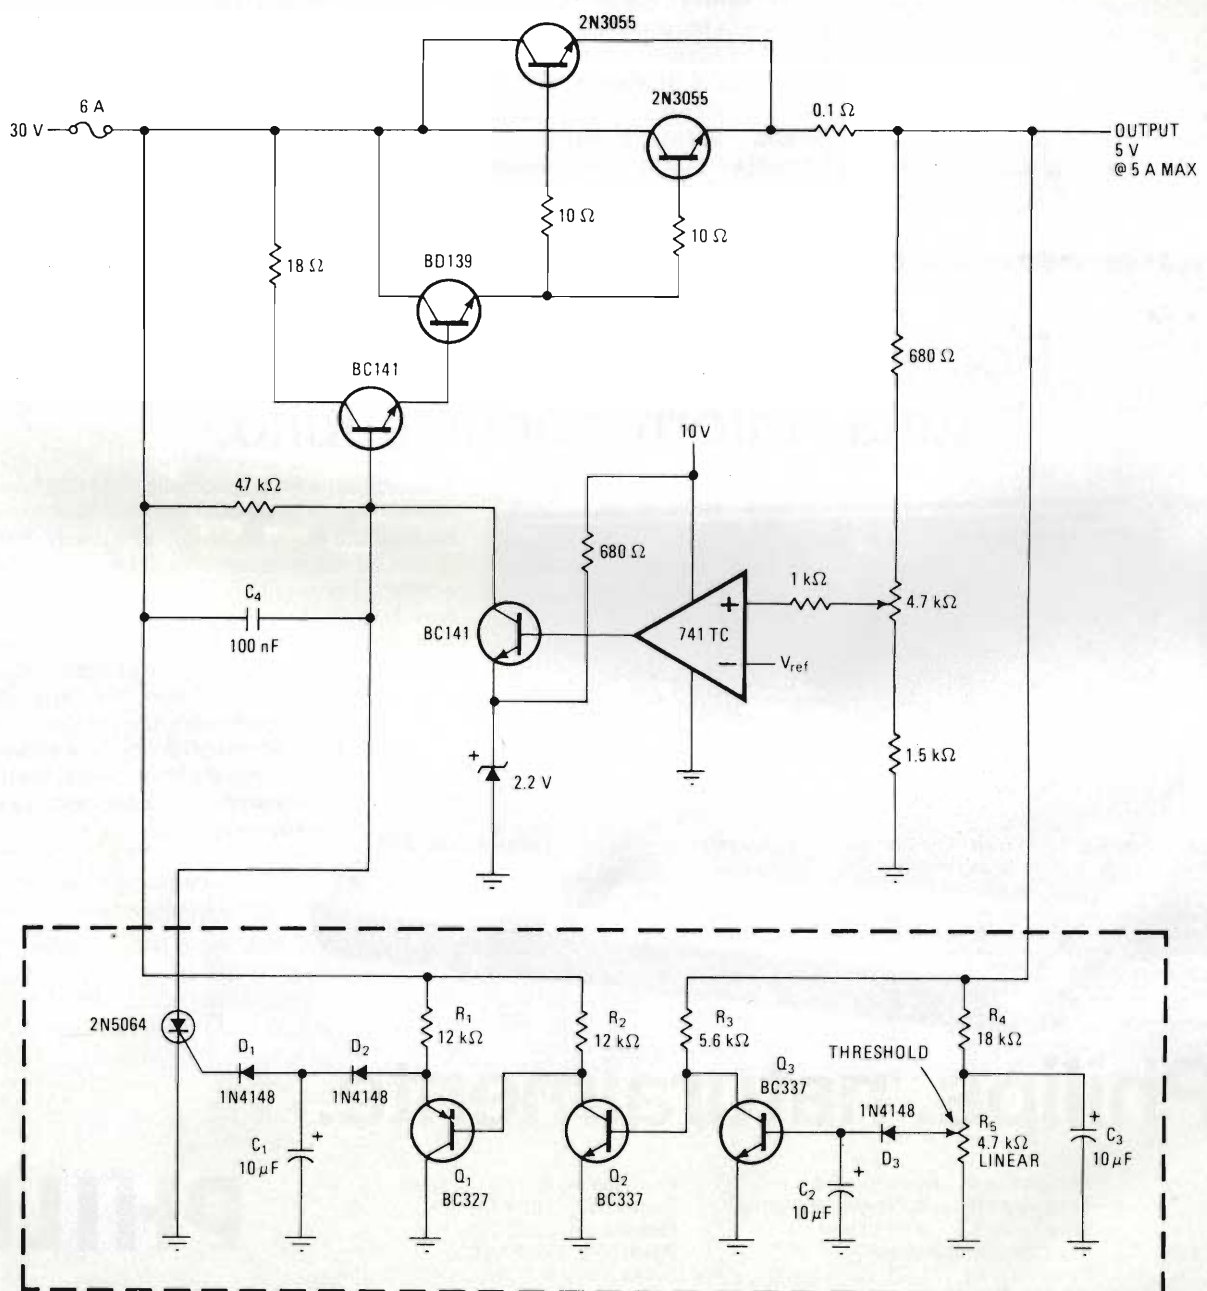 2N3055
6 A
30 V
2N3055
0.1 Ω
OUTPUT
5 V
@ 5 A MAX
10 Ω
10 Ω
18 Ω
BD139
680 Ω
BC141
10 V
4.7 kΩ
680 Ω
1 kΩ
4.7 kΩ
C4
100 nF
BC141
+
741 TC
−
Vref
+
2.2 V
1.5 kΩ
2N5064
D1
1N4148
D2
1N4148
R1
12 kΩ
R2
12 kΩ
R3
5.6 kΩ
R4
18 kΩ
THRESHOLD
Q3
BC337
1N4148
D3
R5
4.7 kΩ
LINEAR
+
C3
10 μF
C1
10 μF
+
Q1
BC327
Q2
BC337
C2
10 μF
+